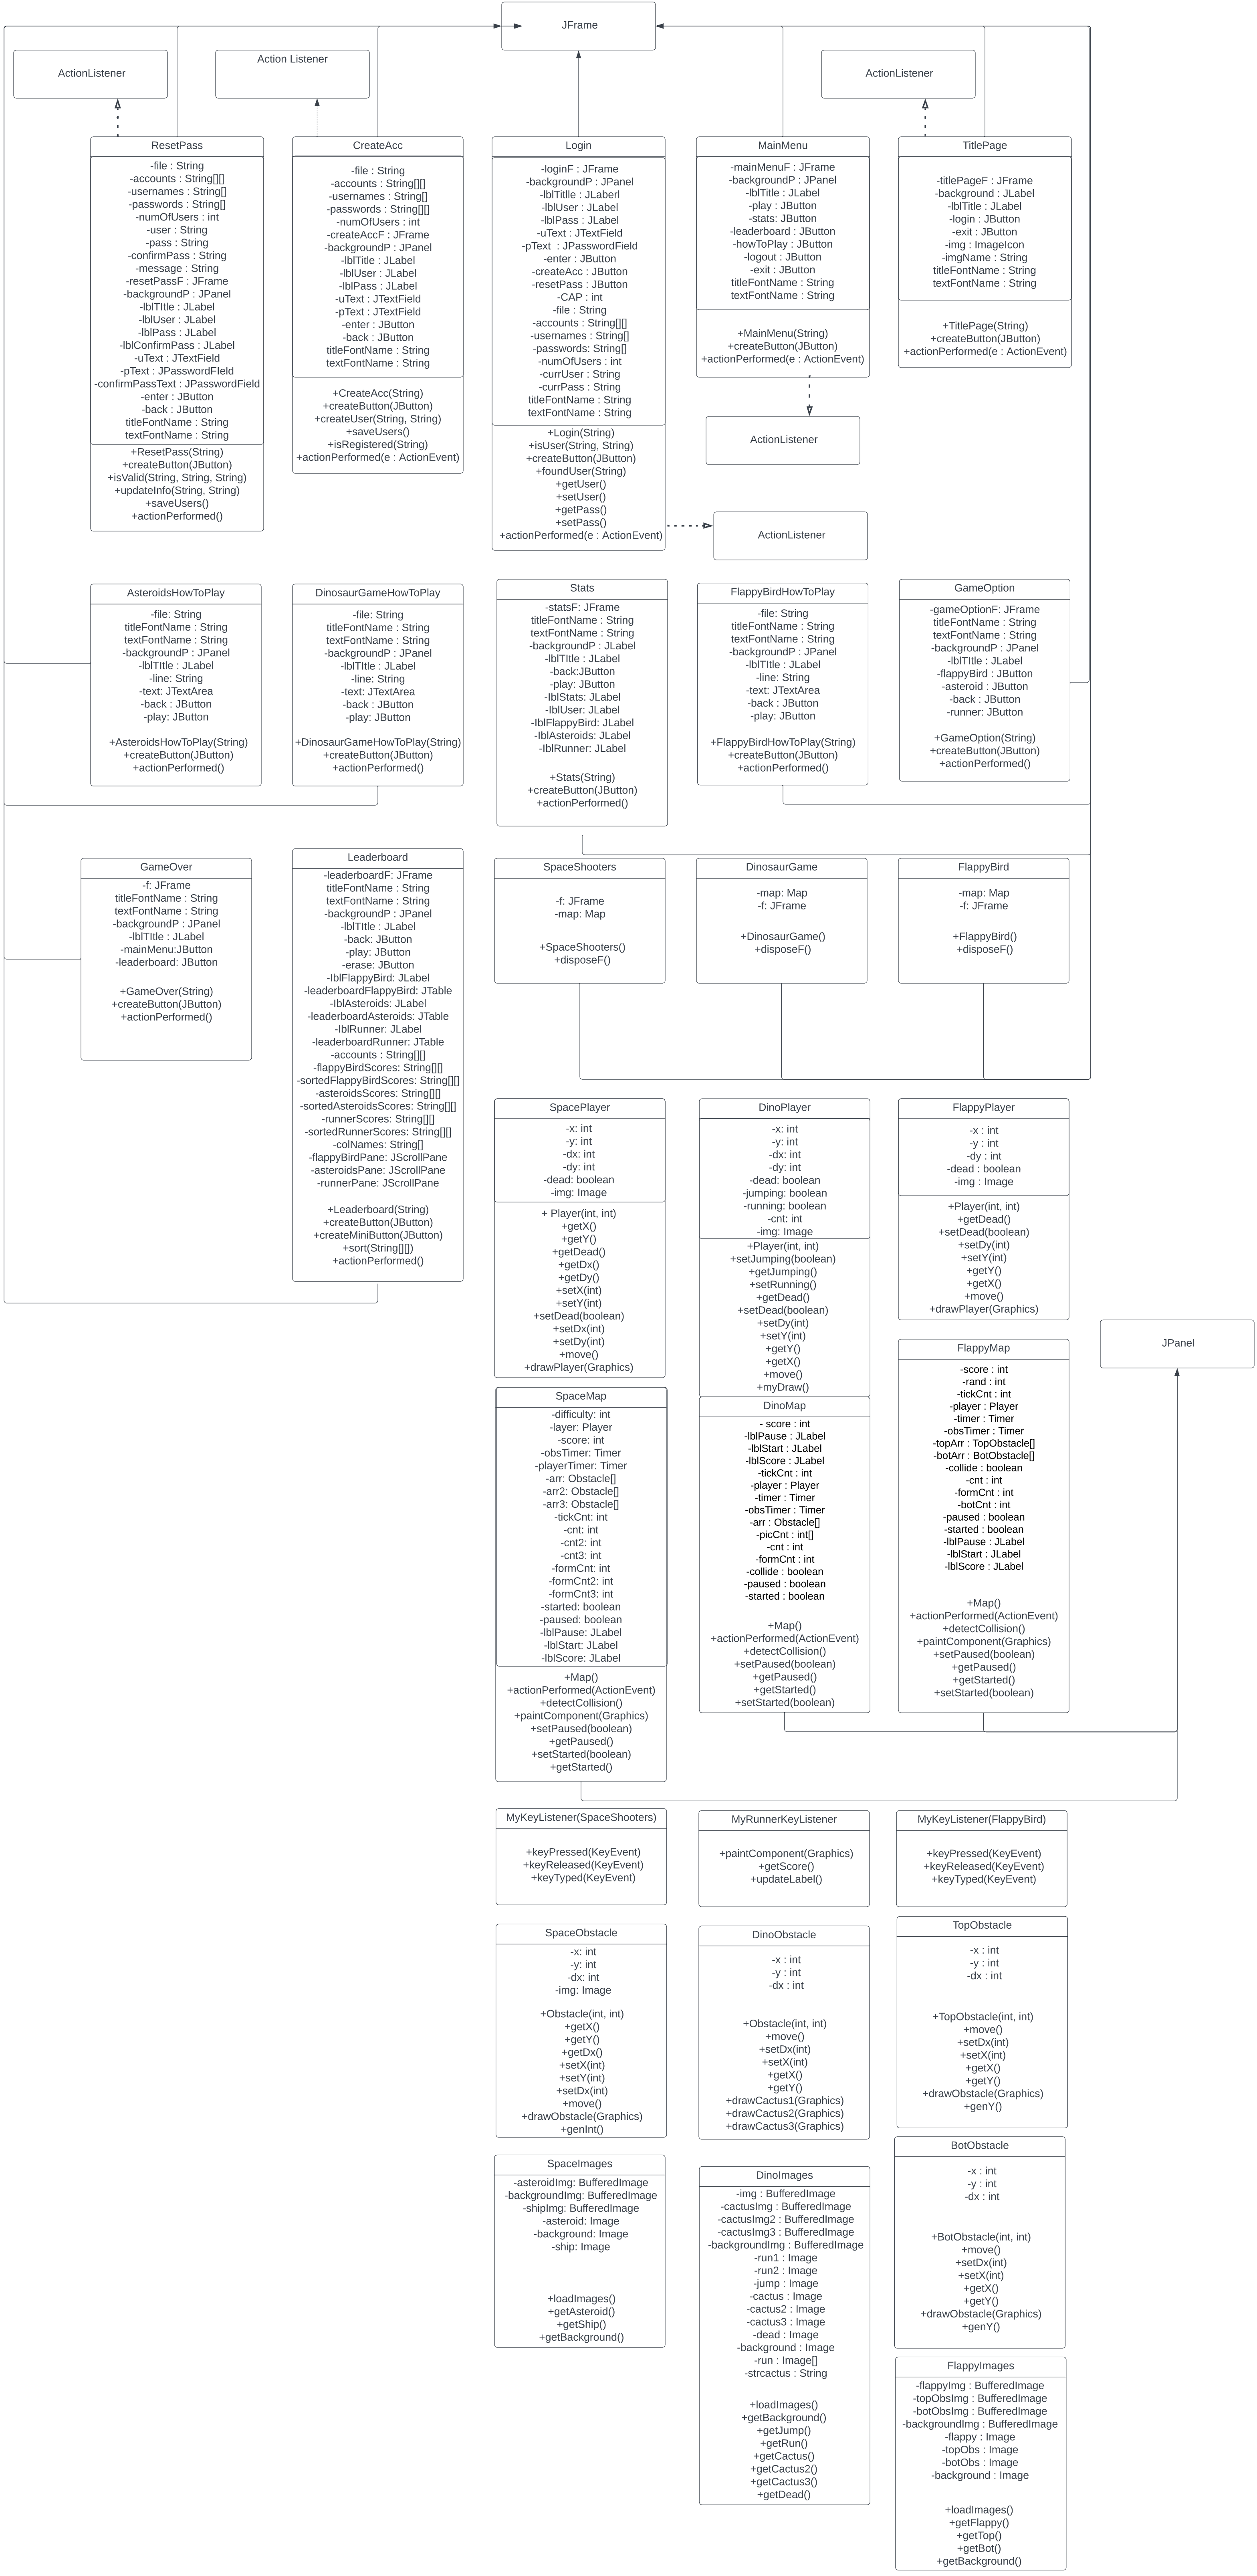 JFrame
ActionListener
Action Listener
ActionListener
ResetPass
-file : String
-accounts : String[][]
-usernames : String[]
-passwords : String[]
-numOfUsers : int
-user : String
-pass : String
-confirmPass : String
-message : String
-resetPassF : JFrame
-backgroundP : JPanel
-lblTItle : JLabel
-lblUser : JLabel
-lblPass : JLabel
-lblConfirmPass : JLabel
-uText : JTextField
-pText : JPasswordFIeld
-confirmPassText : JPasswordField
-enter : JButton
-back : JButton
titleFontName : String
textFontName : String
+ResetPass(String)
+createButton(JButton)
+isValid(String, String, String)
+updateInfo(String, String)
+saveUsers()
+actionPerformed()
CreateAcc
-file : String
-accounts : String[][]
-usernames : String[]
-passwords : String[][]
-numOfUsers : int
-createAccF : JFrame
-backgroundP : JPanel
-lblTitle : JLabel
-lblUser : JLabel
-lblPass : JLabel
-uText : JTextField
-pText : JTextField
-enter : JButton
-back : JButton
titleFontName : String
textFontName : String
+CreateAcc(String)
+createButton(JButton)
+createUser(String, String)
+saveUsers()
+isRegistered(String)
+actionPerformed(e : ActionEvent)
Login
-loginF : JFrame
-backgroundP : JPanel
-lblTitlle : JLaberl
-lblUser : JLabel
-lblPass : JLabel
-uText : JTextField
-pText  : JPasswordField
-enter : JButton
-createAcc : JButton
-resetPass : JButton
-CAP : int
-file : String
-accounts : String[][]
-usernames : String[]
-passwords: String[]
-numOfUsers : int
-currUser : String
-currPass : String
titleFontName : String
textFontName : String
+Login(String)
+isUser(String, String)
+createButton(JButton)
+foundUser(String)
+getUser()
+setUser()
+getPass()
+setPass()
+actionPerformed(e : ActionEvent)
MainMenu
-mainMenuF : JFrame
-backgroundP : JPanel
-lblTitle : JLabel
-play : JButton
-stats: JButton
-leaderboard : JButton
-howToPlay : JButton
-logout : JButton
-exit : JButton
titleFontName : String
textFontName : String
+MainMenu(String)
+createButton(JButton)
+actionPerformed(e : ActionEvent)
TitlePage
-titlePageF : JFrame
-background : JLabel
-lblTitle : JLabel
-login : JButton
-exit : JButton
-img : ImageIcon
-imgName : String
titleFontName : String
textFontName : String
+TitlePage(String)
+createButton(JButton)
+actionPerformed(e : ActionEvent)
ActionListener
ActionListener
AsteroidsHowToPlay
-file: String
titleFontName : String
textFontName : String
-backgroundP : JPanel
-lblTItle : JLabel
-line: String
-text: JTextArea
-back : JButton
-play: JButton
+AsteroidsHowToPlay(String)
+createButton(JButton)
+actionPerformed()
DinosaurGameHowToPlay
-file: String
titleFontName : String
textFontName : String
-backgroundP : JPanel
-lblTItle : JLabel
-line: String
-text: JTextArea
-back : JButton
-play: JButton
+DinosaurGameHowToPlay(String)
+createButton(JButton)
+actionPerformed()
Stats
-statsF: JFrame
titleFontName : String
textFontName : String
-backgroundP : JLabel
-lblTItle : JLabel
-back:JButton
-play: JButton
-IblStats: JLabel
-IblUser: JLabel
-IblFlappyBird: JLabel
-IblAsteroids: JLabel
-IblRunner: JLabel
+Stats(String)
+createButton(JButton)
+actionPerformed()
FlappyBirdHowToPlay
-file: String
titleFontName : String
textFontName : String
-backgroundP : JPanel
-lblTItle : JLabel
-line: String
-text: JTextArea
-back : JButton
-play: JButton
+FlappyBirdHowToPlay(String)
+createButton(JButton)
+actionPerformed()
GameOption
-gameOptionF: JFrame
titleFontName : String
textFontName : String
-backgroundP : JPanel
-lblTItle : JLabel
-flappyBird : JButton
-asteroid : JButton
-back : JButton
-runner: JButton
+GameOption(String)
+createButton(JButton)
+actionPerformed()
GameOver
-f: JFrame
titleFontName : String
textFontName : String
-backgroundP : JPanel
-lblTItle : JLabel
-mainMenu:JButton
-leaderboard: JButton
+GameOver(String)
+createButton(JButton)
+actionPerformed()
Leaderboard
-leaderboardF: JFrame
titleFontName : String
textFontName : String
-backgroundP : JPanel
-lblTItle : JLabel
-back: JButton
-play: JButton
-erase: JButton
-IblFlappyBird: JLabel
-leaderboardFlappyBird: JTable
-IblAsteroids: JLabel
-leaderboardAsteroids: JTable
-IblRunner: JLabel
-leaderboardRunner: JTable
-accounts : String[][]
-flappyBirdScores: String[][]
-sortedFlappyBirdScores: String[][]
-asteroidsScores: String[][]
-sortedAsteroidsScores: String[][]
-runnerScores: String[][]
-sortedRunnerScores: String[][]
-colNames: String[]
-flappyBirdPane: JScrollPane
-asteroidsPane: JScrollPane
-runnerPane: JScrollPane
+Leaderboard(String)
+createButton(JButton)
+createMiniButton(JButton)
+sort(String[][])
+actionPerformed()
SpaceShooters
-f: JFrame
-map: Map
+SpaceShooters()
+disposeF()
DinosaurGame
-map: Map
-f: JFrame
+DinosaurGame()
+disposeF()
FlappyBird
-map: Map
-f: JFrame
+FlappyBird()
+disposeF()
SpacePlayer
-x: int
-y: int
-dx: int
-dy: int
-dead: boolean
-img: Image
+ Player(int, int)
+getX()
+getY()
+getDead()
+getDx()
+getDy()
+setX(int)
+setY(int)
+setDead(boolean)
+setDx(int)
+setDy(int)
+move()
+drawPlayer(Graphics)
DinoPlayer
-x: int
-y: int
-dx: int
-dy: int
-dead: boolean
-jumping: boolean
-running: boolean
-cnt: int
-img: Image
+Player(int, int)
+setJumping(boolean)
+getJumping()
+setRunning()
+getDead()
+setDead(boolean)
+setDy(int)
+setY(int)
+getY()
+getX()
+move()
+myDraw()
FlappyPlayer
-x : int
-y : int
-dy : int
-dead : boolean
-img : Image
+Player(int, int)
+getDead()
+setDead(boolean)
+setDy(int)
+setY(int)
+getY()
+getX()
+move()
+drawPlayer(Graphics)
JPanel
SpaceMap
-difficulty: int
-layer: Player
-score: int
-obsTimer: Timer
-playerTimer: Timer
-arr: Obstacle[]
-arr2: Obstacle[]
-arr3: Obstacle[]
-tickCnt: int
-cnt: int
-cnt2: int
-cnt3: int
-formCnt: int
-formCnt2: int
-formCnt3: int
-started: boolean
-paused: boolean
-lblPause: JLabel
-lblStart: JLabel
-lblScore: JLabel
+Map()
+actionPerformed(ActionEvent)
+detectCollision()
+paintComponent(Graphics)
+setPaused(boolean)
+getPaused()
+setStarted(boolean)
+getStarted()
DinoMap
- score : int
-lblPause : JLabel
-lblStart : JLabel
-lblScore : JLabel
-tickCnt : int
-player : Player
-timer : Timer
-obsTimer : Timer
-arr : Obstacle[]
-picCnt : int[]
-cnt : int
-formCnt : int
-collide : boolean
-paused : boolean
-started : boolean
+Map()
+actionPerformed(ActionEvent)
+detectCollision()
+setPaused(boolean)
+getPaused()
+getStarted()
+setStarted(boolean)
FlappyMap
-score : int
-rand : int
-tickCnt : int
-player : Player
-timer : Timer
-obsTimer : Timer
-topArr : TopObstacle[]
-botArr : BotObstacle[]
-collide : boolean
-cnt : int
-formCnt : int
-botCnt : int
-paused : boolean
-started : boolean
-lblPause : JLabel
-lblStart : JLabel
-lblScore : JLabel
+Map()
+actionPerformed(ActionEvent)
+detectCollision()
+paintComponent(Graphics)
+setPaused(boolean)
+getPaused()
+getStarted()
+setStarted(boolean)
MyKeyListener(SpaceShooters)
+keyPressed(KeyEvent)
+keyReleased(KeyEvent)
+keyTyped(KeyEvent)
MyRunnerKeyListener
+paintComponent(Graphics)
+getScore()
+updateLabel()
MyKeyListener(FlappyBird)
+keyPressed(KeyEvent)
+keyReleased(KeyEvent)
+keyTyped(KeyEvent)
SpaceObstacle
-x: int
-y: int
-dx: int
-img: Image
+Obstacle(int, int)
+getX()
+getY()
+getDx()
+setX(int)
+setY(int)
+setDx(int)
+move()
+drawObstacle(Graphics)
+genInt()
DinoObstacle
-x : int
-y : int
-dx : int
+Obstacle(int, int)
+move()
+setDx(int)
+setX(int)
+getX()
+getY()
+drawCactus1(Graphics)
+drawCactus2(Graphics)
+drawCactus3(Graphics)
TopObstacle
-x : int
-y : int
-dx : int
+TopObstacle(int, int)
+move()
+setDx(int)
+setX(int)
+getX()
+getY()
+drawObstacle(Graphics)
+genY()
BotObstacle
-x : int
-y : int
-dx : int
+BotObstacle(int, int)
+move()
+setDx(int)
+setX(int)
+getX()
+getY()
+drawObstacle(Graphics)
+genY()
SpaceImages
-asteroidImg: BufferedImage
-backgroundImg: BufferedImage
-shipImg: BufferedImage
-asteroid: Image
-background: Image
-ship: Image
+loadImages()
+getAsteroid()
+getShip()
+getBackground()
DinoImages
-img : BufferedImage
-cactusImg : BufferedImage
-cactusImg2 : BufferedImage
-cactusImg3 : BufferedImage
-backgroundImg : BufferedImage
-run1 : Image
-run2 : Image
-jump : Image
-cactus : Image
-cactus2 : Image
-cactus3 : Image
-dead : Image
-background : Image
-run : Image[]
-strcactus : String
+loadImages()
+getBackground()
+getJump()
+getRun()
+getCactus()
+getCactus2()
+getCactus3()
+getDead()
FlappyImages
-flappyImg : BufferedImage
-topObsImg : BufferedImage
-botObsImg : BufferedImage
-backgroundImg : BufferedImage
-flappy : Image
-topObs : Image
-botObs : Image
-background : Image
+loadImages()
+getFlappy()
+getTop()
+getBot()
+getBackground()